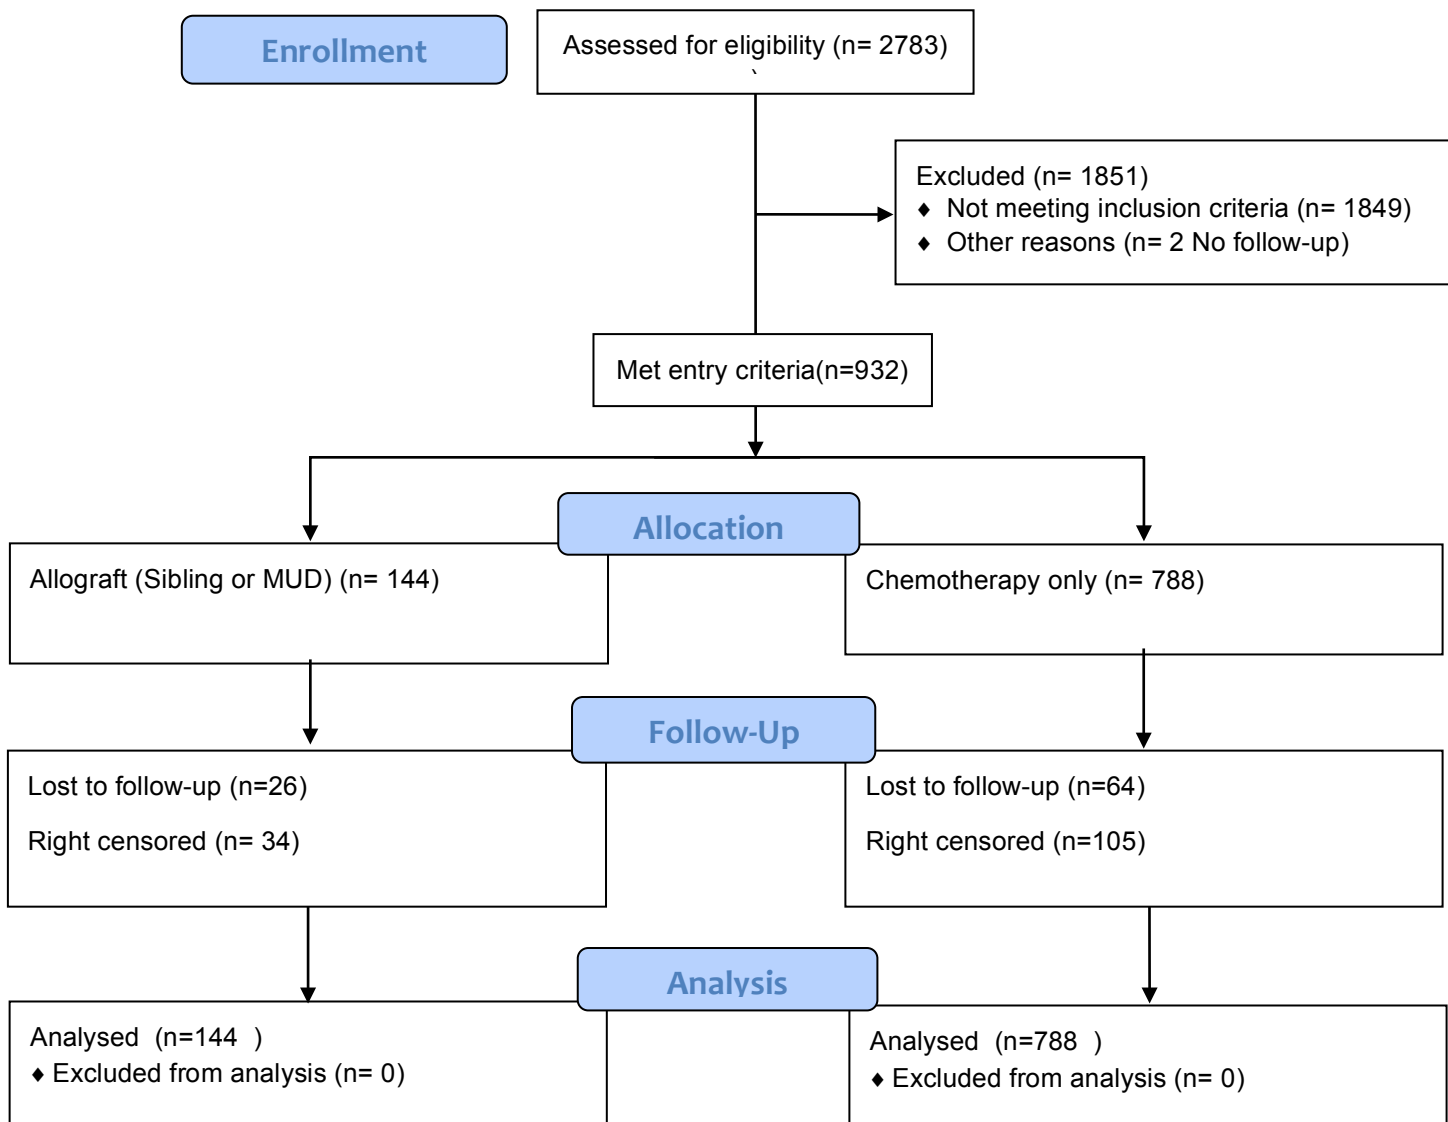 Enrollment
Assessed for eligibility (n= 2783)
Excluded (n= 1851)
♦ Not meeting inclusion criteria (n= 1849)
♦ Other reasons (n= 2 No follow-up)
Met entry criteria(n=932)
Allocation
Allograft (Sibling or MUD) (n= 144)
Chemotherapy only (n= 788)
Follow-Up
Lost to follow-up (n=26)
Right censored (n= 34)
Lost to follow-up (n=64)
Right censored (n=105)
Analysis
Analysed (n=144 )
♦ Excluded from analysis (n= 0)
Analysed (n=788 )
♦ Excluded from analysis (n= 0)